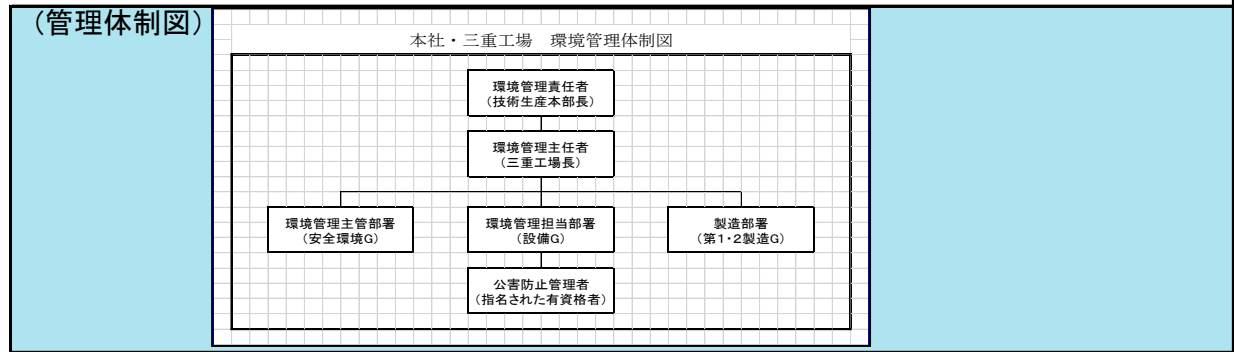 （管理体制図）
本社・三重工場　環境管理体制図
環境管理責任者
（技術生産本部長）
環境管理主任者
（三重工場長）
環境管理主管部署
（安全環境G）
環境管理担当部署
（設備G）
製造部署
（第1・2製造G）
公害防止管理者
（指名された有資格者）